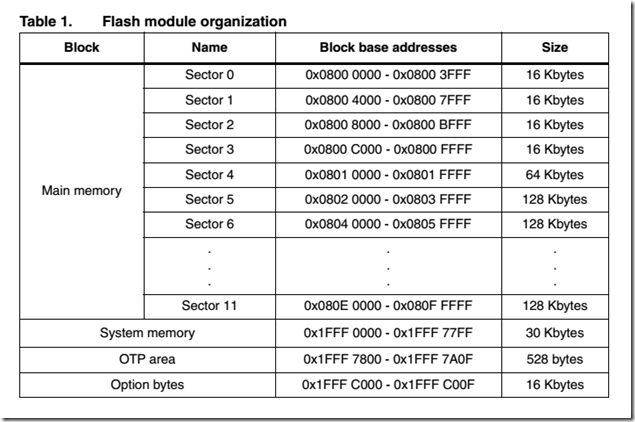 Table 1. Flash module organization
Block Name Block base addresses Size
Main memory
Sector 0 0x0800 0000 - 0x0800 3FFF 16 Kbytes
Sector 1 0x0800 4000 - 0x0800 7FFF 16 Kbytes
Sector 2 0x0800 8000 - 0x0800 BFFF 16 Kbytes
Sector 3 0x0800 C000 - 0x0800 FFFF 16 Kbytes
Sector 4 0x0801 0000 - 0x0801 FFFF 64 Kbytes
Sector 5 0x0802 0000 - 0x0803 FFFF 128 Kbytes
Sector 6 0x0804 0000 - 0x0805 FFFF 128 Kbytes
. . .
. . .
. . .
Sector 11 0x080E 0000 - 0x080F FFFF 128 Kbytes
System memory 0x1FFF 0000 - 0x1FFF 77FF 30 Kbytes
OTP area 0x1FFF 7800 - 0x1FFF 7A0F 528 bytes
Option bytes 0x1FFF C000 - 0x1FFF C00F 16 Kbytes